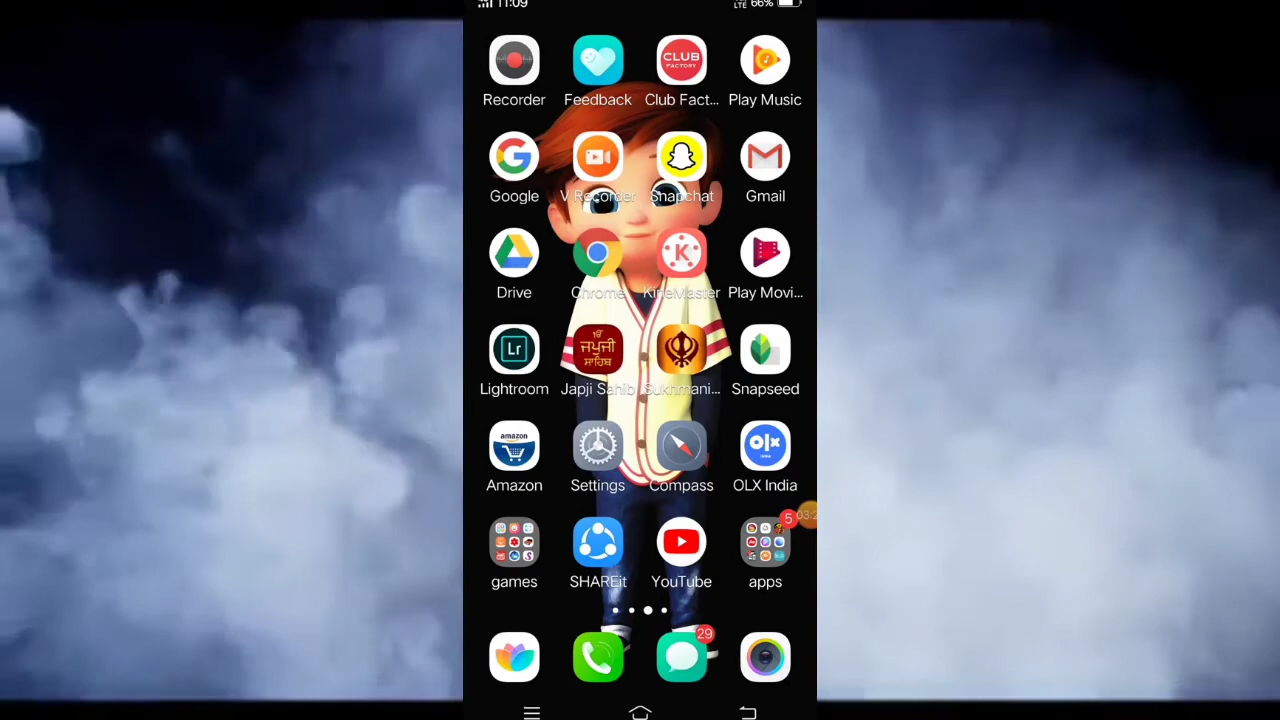 11:09 LTE 66%
CLUB
FACTORY
Recorder Feedback Club Fact... Play Music
Google V Recorder Snapchat Gmail
K
Drive Chrome KineMaster Play Movi...
Lr ੴ
ਜਪੁਜੀ
ਸਾਹਿਬ
Lightroom Japji Sahib Sukhmani... Snapseed
amazon olx
Amazon Settings Compass OLX India
5
games SHAREit YouTube apps
29